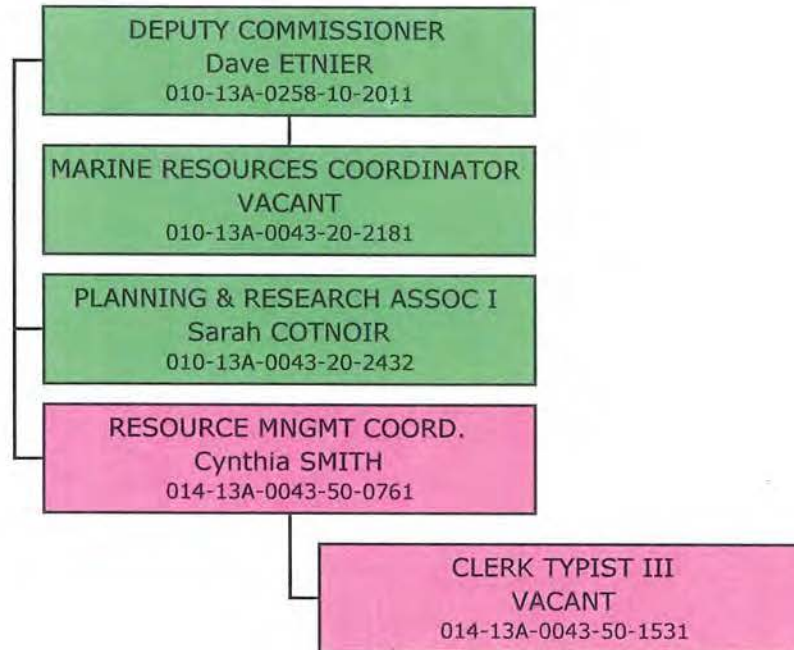 DEPUTY COMMISSIONER
Dave ETNIER
010-13A-0258-10-2011
MARINE RESOURCES COORDINATOR
VACANT
010-13A-0043-20-2181
PLANNING & RESEARCH ASSOC I
Sarah COTNOIR
010-13A-0043-20-2432
RESOURCE MNGMT COORD.
Cynthia SMITH
014-13A-0043-50-0761
CLERK TYPIST III
VACANT
014-13A-0043-50-1531